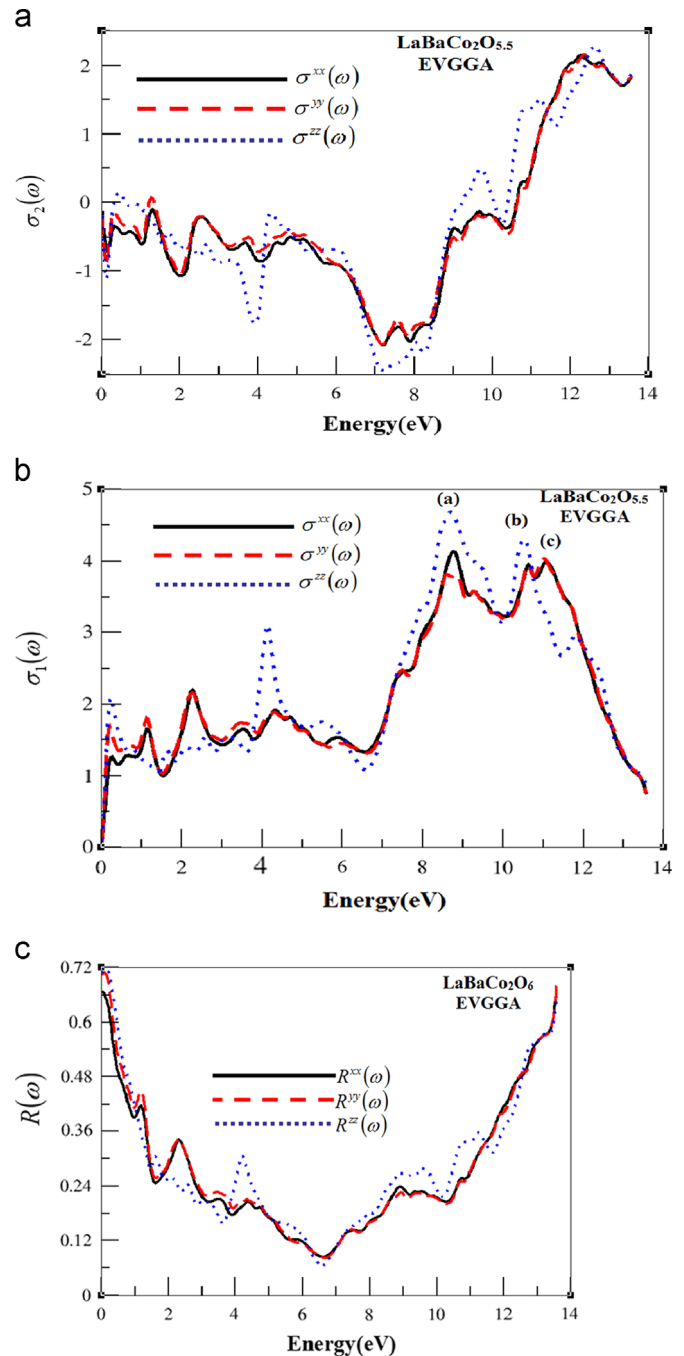 a
LaBaCo₂O₅.₅
EVGGA
σˣˣ(ω)
σʸʸ(ω)
σᶻᶻ(ω)
2
1
0
-1
-2
σ₂(ω)
0 2 4 6 8 10 12 14
Energy(eV)
b
(a)
LaBaCo₂O₅.₅
EVGGA
(b)
(c)
σˣˣ(ω)
σʸʸ(ω)
σᶻᶻ(ω)
5
4
3
2
1
0
σ₁(ω)
0 2 4 6 8 10 12 14
Energy(eV)
c
LaBaCo₂O₆
EVGGA
Rˣˣ(ω)
Rʸʸ(ω)
Rᶻᶻ(ω)
0.72
0.6
0.48
0.36
0.24
0.12
0
R(ω)
0 2 4 6 8 10 12 14
Energy(eV)